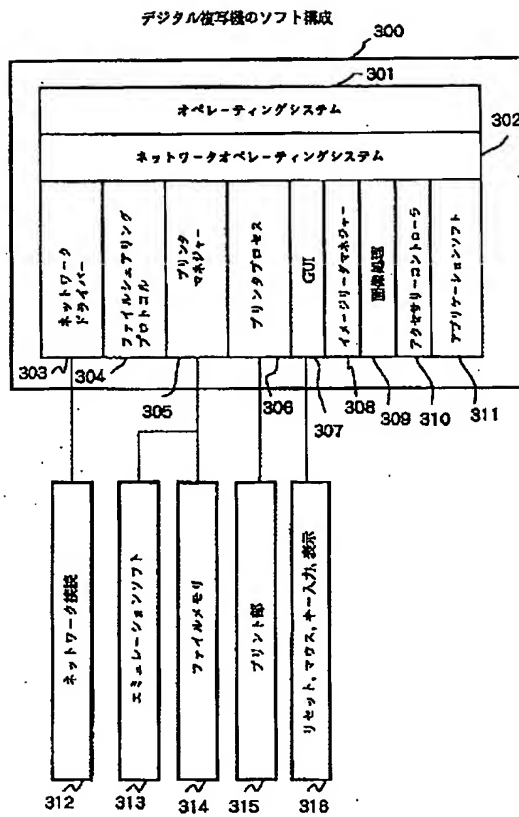 デジタル複写機のソフト構成
300
301
オペレーティングシステム
302
ネットワークオペレーティングシステム
ネットワーク
ドライバー
ファイルシェアリング
プロトコル
プリンタ
マネジャー
プリンタプロセス
GUI
イメージリーダマネジャー
画像処理
アクセサリーコントローラ
アプリケーションソフト
303
304
305
306
307
308
309
310
311
ネットワーク接続
エミュレーションソフト
ファイルメモリ
プリント部
リセット,マウス,キー入力,表示
312
313
314
315
316